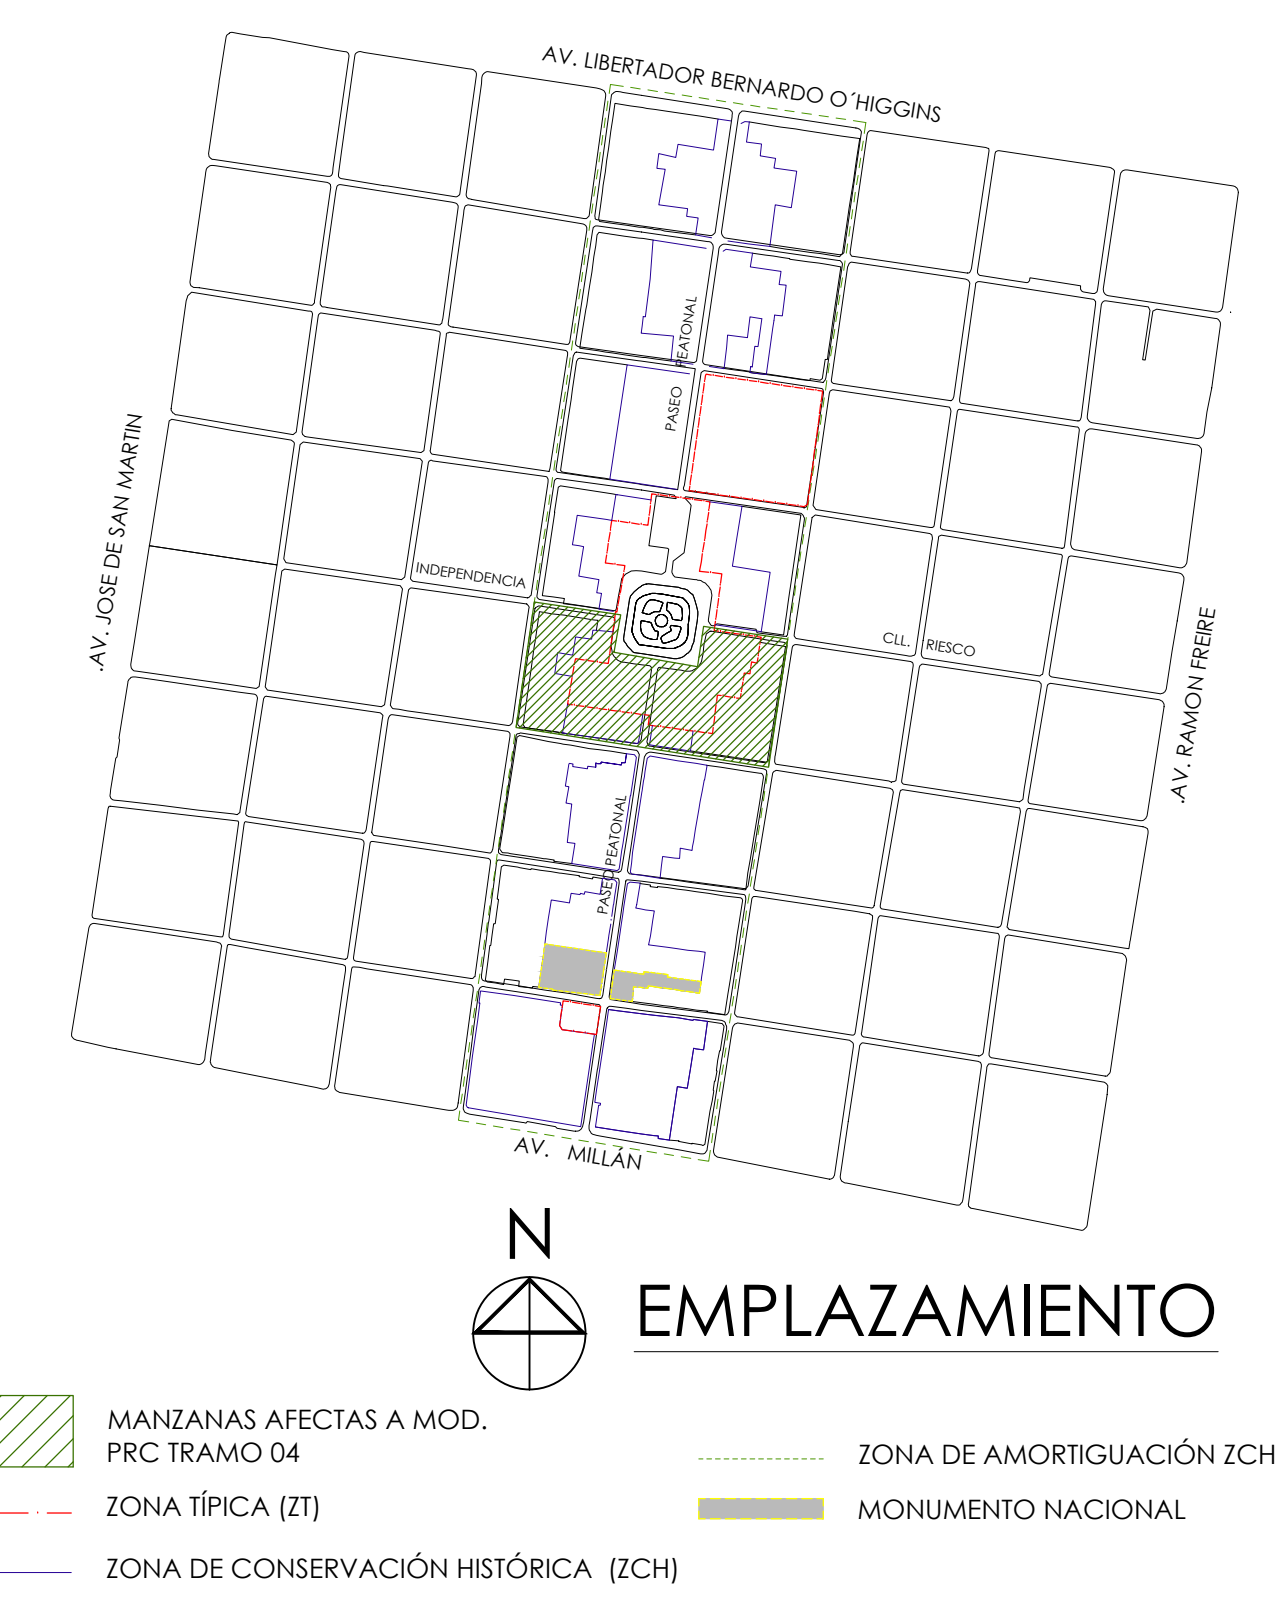 AV. LIBERTADOR BERNARDO O´HIGGINS
PASEO PEATONAL
.AV. JOSE DE SAN MARTIN
INDEPENDENCIA
CLL. RIESCO
.AV. RAMON FREIRE
PASEO PEATONAL
AV. MILLÁN
N
EMPLAZAMIENTO
MANZANAS AFECTAS A MOD.
PRC TRAMO 04
ZONA TÍPICA (ZT)
ZONA DE CONSERVACIÓN HISTÓRICA (ZCH)
ZONA DE AMORTIGUACIÓN ZCH
MONUMENTO NACIONAL